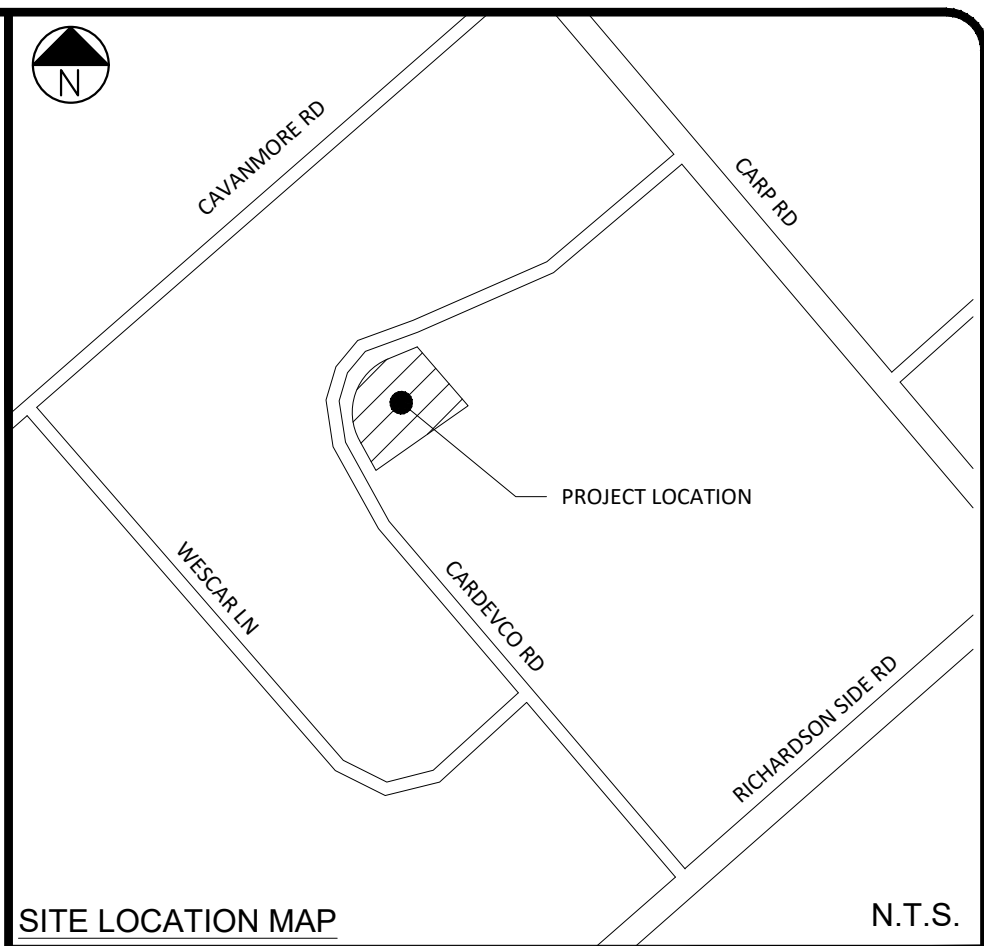 N
CAVANMORE RD
CARP RD
PROJECT LOCATION
WESCAR LN
CARDEVCO RD
RICHARDSON SIDE RD
SITE LOCATION MAP
N.T.S.